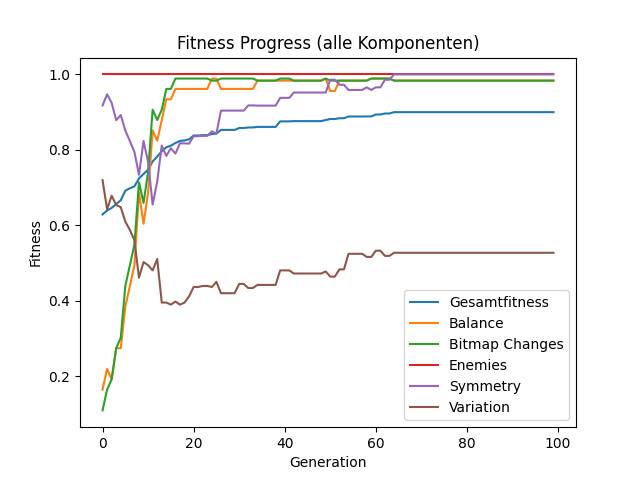 Fitness Progress (alle Komponenten)
1.0
0.8
0.6
0.4
0.2
Fitness
0 20 40 60 80 100
Generation
Gesamtfitness
Balance
Bitmap Changes
Enemies
Symmetry
Variation